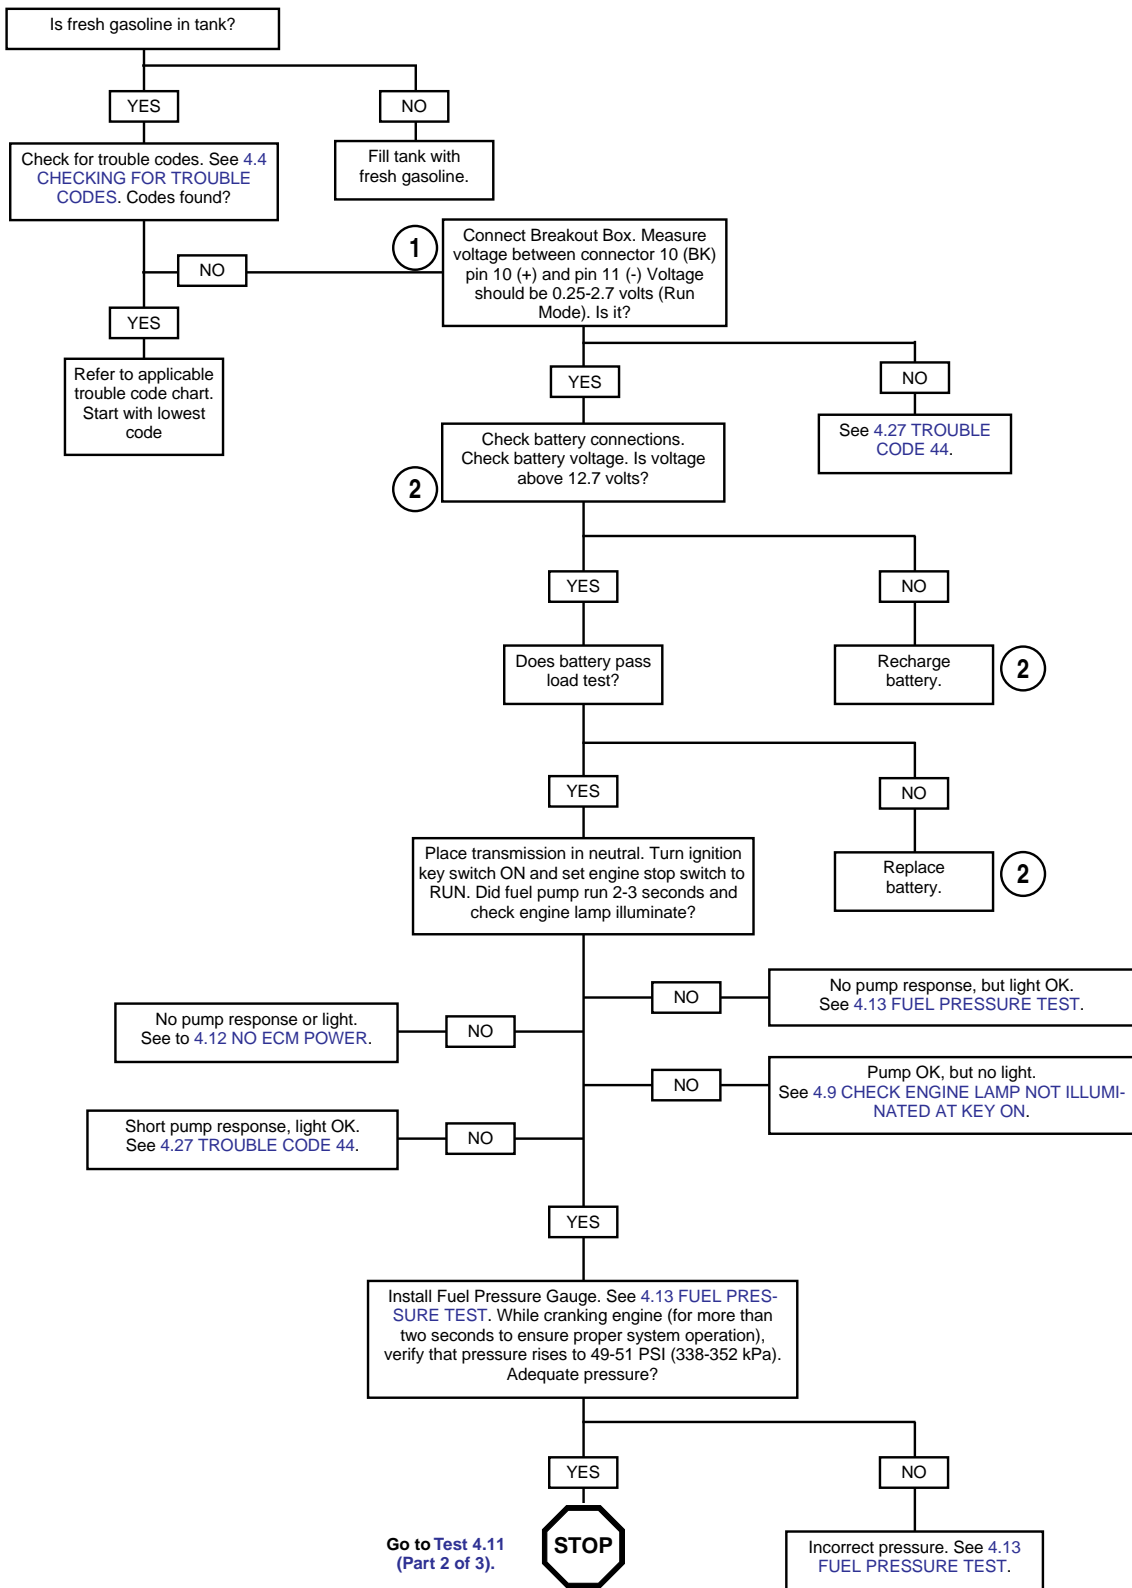 Is fresh gasoline in tank?
YES
NO
Check for trouble codes. See 4.4
CHECKING FOR TROUBLE
CODES. Codes found?
Fill tank with
fresh gasoline.
NO
1
Connect Breakout Box. Measure
voltage between connector 10 (BK)
pin 10 (+) and pin 11 (-) Voltage
should be 0.25-2.7 volts (Run
Mode). Is it?
YES
Refer to applicable
trouble code chart.
Start with lowest
code
YES
NO
See 4.27 TROUBLE
CODE 44.
2
Check battery connections.
Check battery voltage. Is voltage
above 12.7 volts?
YES
NO
Does battery pass
load test?
Recharge
battery.
2
YES
NO
Place transmission in neutral. Turn ignition
key switch ON and set engine stop switch to
RUN. Did fuel pump run 2-3 seconds and
check engine lamp illuminate?
Replace
battery.
2
NO
No pump response, but light OK.
See 4.13 FUEL PRESSURE TEST.
No pump response or light.
See to 4.12 NO ECM POWER.
NO
NO
Pump OK, but no light.
See 4.9 CHECK ENGINE LAMP NOT ILLUMI-
NATED AT KEY ON.
Short pump response, light OK.
See 4.27 TROUBLE CODE 44.
NO
YES
Install Fuel Pressure Gauge. See 4.13 FUEL PRES-
SURE TEST. While cranking engine (for more than
two seconds to ensure proper system operation),
verify that pressure rises to 49-51 PSI (338-352 kPa).
Adequate pressure?
YES
NO
Go to Test 4.11
(Part 2 of 3).
STOP
Incorrect pressure. See 4.13
FUEL PRESSURE TEST.